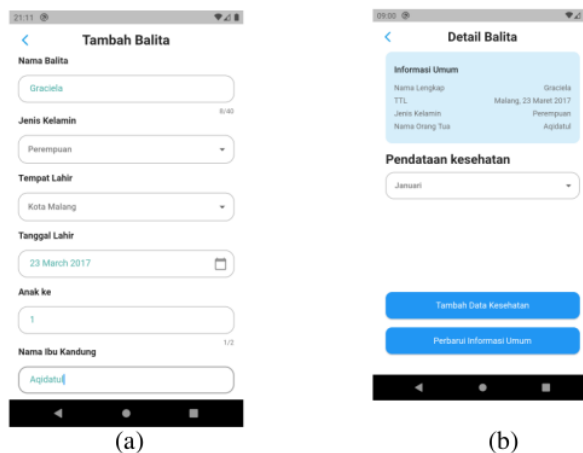 21:11
Tambah Balita
Nama Balita
Graciela
8/40
Jenis Kelamin
Perempuan
Tempat Lahir
Kota Malang
Tanggal Lahir
23 March 2017
Anak ke
1
1/2
Nama Ibu Kandung
Aqidatul
(a)
09:00
Detail Balita
Informasi Umum
Nama Lengkap Graciela
TTL Malang, 23 Maret 2017
Jenis Kelamin Perempuan
Nama Orang Tua Aqidatul
Pendataan kesehatan
Januari
Tambah Data Kesehatan
Perbarui Informasi Umum
(b)